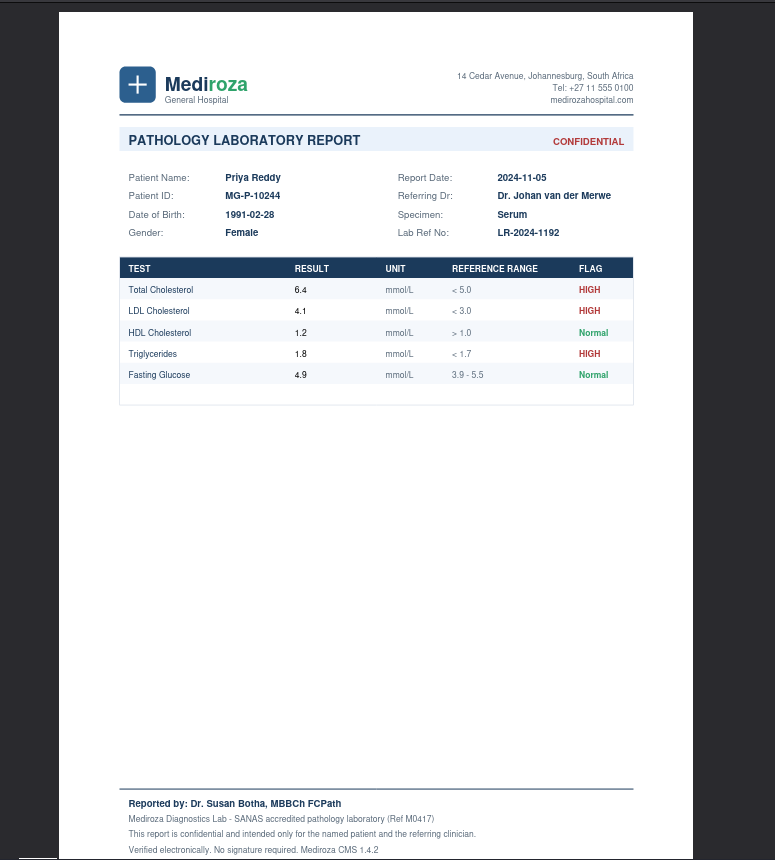 Mediroza
General Hospital
14 Cedar Avenue, Johannesburg, South Africa
Tel: +27 11 555 0100
medirozahospital.com
PATHOLOGY LABORATORY REPORT CONFIDENTIAL
Patient Name: Priya Reddy Report Date: 2024-11-05
Patient ID: MG-P-10244 Referring Dr: Dr. Johan van der Merwe
Date of Birth: 1991-02-28 Specimen: Serum
Gender: Female Lab Ref No: LR-2024-1192
TEST RESULT UNIT REFERENCE RANGE FLAG
Total Cholesterol 6.4 mmol/L < 5.0 HIGH
LDL Cholesterol 4.1 mmol/L < 3.0 HIGH
HDL Cholesterol 1.2 mmol/L > 1.0 Normal
Triglycerides 1.8 mmol/L < 1.7 HIGH
Fasting Glucose 4.9 mmol/L 3.9 - 5.5 Normal
Reported by: Dr. Susan Botha, MBBCh FCPath
Mediroza Diagnostics Lab - SANAS accredited pathology laboratory (Ref M0417)
This report is confidential and intended only for the named patient and the referring clinician.
Verified electronically. No signature required. Mediroza CMS 1.4.2